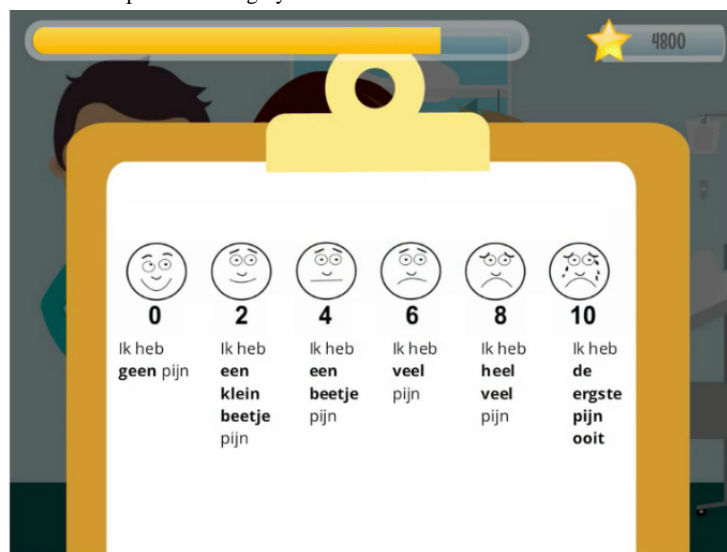 4800
0 2 4 6 8 10
Ik heb
geen pijn
Ik heb
een
klein
beetje
pijn
Ik heb
een
beetje
pijn
Ik heb
veel
pijn
Ik heb
heel
veel
pijn
Ik heb
de
ergste
pijn
ooit